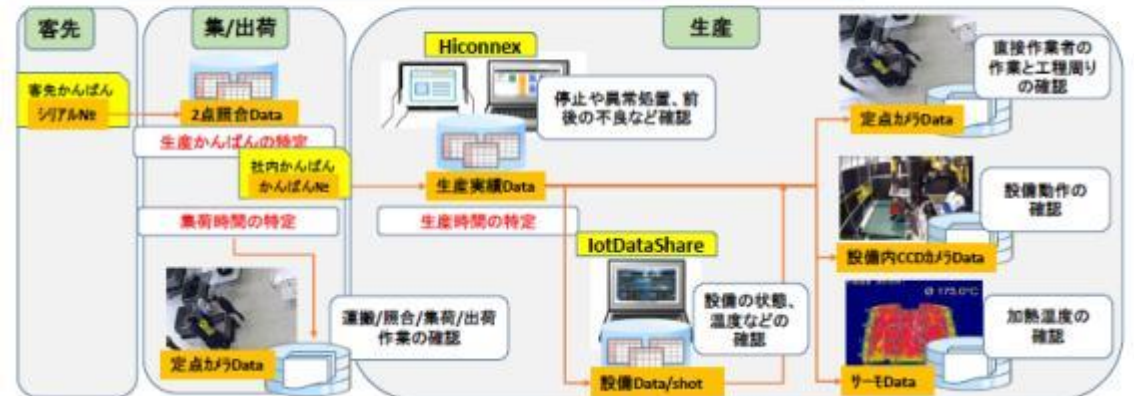 客先
集/出荷
生産
客先かんばん
シリアル№
2点照合Data
生産かんばんの特定
社内かんばん
かんばん№
集荷時間の特定
定点カメラData
運搬/照合/集荷/出荷
作業の確認
Hiconnex
停止や異常処置、前
後の不良など確認
生産実績Data
生産時間の特定
IotDataShare
設備の状態、
温度などの
確認
設備Data/shot
直接作業者の
作業と工程周り
の確認
定点カメラData
設備動作の
確認
設備内CCDカメラData
Ø 175.0°C
加熱温度の
確認
サーモData